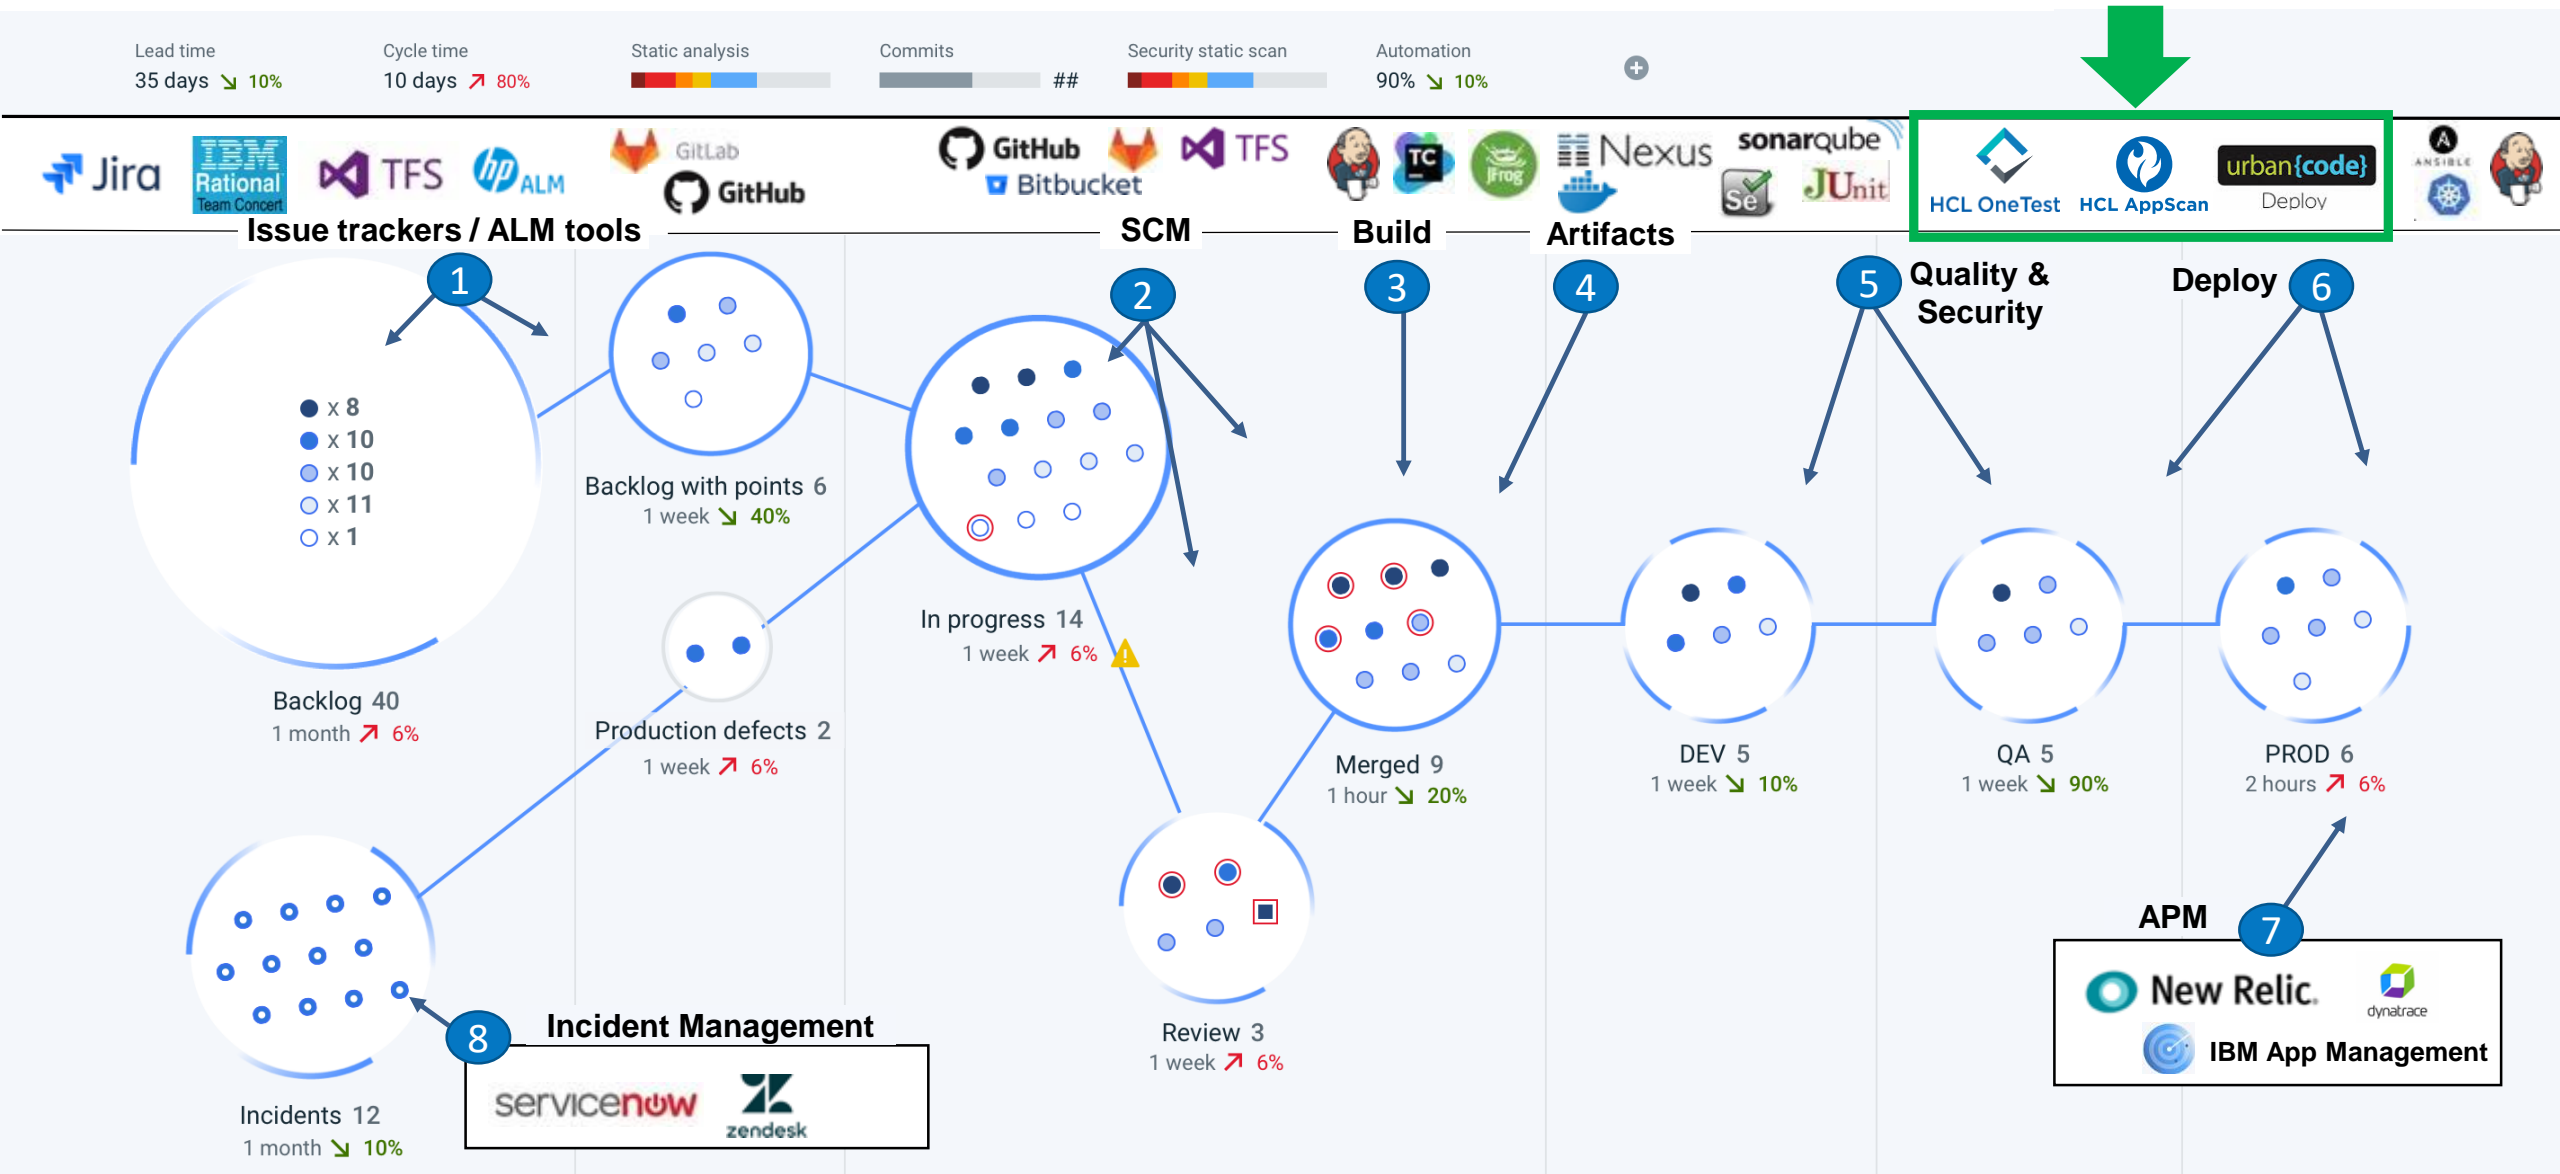 Lead time
35 days ↘ 10%
Cycle time
10 days ↗ 80%
Static analysis
Commits
##
Security static scan
Automation
90% ↘ 10%
Jira
IBM
Rational
Team Concert
TFS
hp ALM
GitLab
GitHub
GitHub
Bitbucket
TFS
TC
JFrog
Nexus
sonarqube
Se
JUnit
HCL OneTest
HCL AppScan
urban{code}
Deploy
A
ANSIBLE
Issue trackers / ALM tools
SCM
Build
Artifacts
1
2
3
4
5
Quality &
Security
Deploy
6
x 8
x 10
x 10
x 11
x 1
Backlog 40
1 month ↗ 6%
Backlog with points 6
1 week ↘ 40%
Production defects 2
1 week ↗ 6%
In progress 14
1 week ↗ 6%
!
Merged 9
1 hour ↘ 20%
DEV 5
1 week ↘ 10%
QA 5
1 week ↘ 90%
PROD 6
2 hours ↗ 6%
Review 3
1 week ↗ 6%
Incidents 12
1 month ↘ 10%
8
Incident Management
servicenow
zendesk
APM
7
New Relic.
dynatrace
IBM App Management